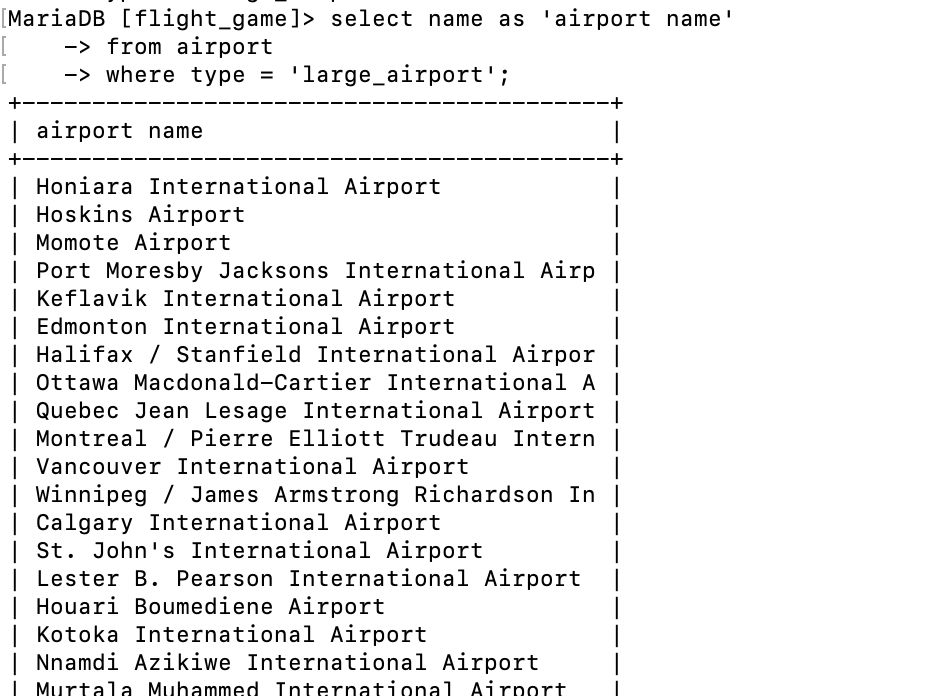 MariaDB [flight_game]> select name as 'airport name'
-> from airport
-> where type = 'large_airport';
+------------------------------------------+
| airport name                             |
+------------------------------------------+
| Honiara International Airport            |
| Hoskins Airport                          |
| Momote Airport                           |
| Port Moresby Jacksons International Airp |
| Keflavik International Airport           |
| Edmonton International Airport           |
| Halifax / Stanfield International Airpor |
| Ottawa Macdonald-Cartier International A |
| Quebec Jean Lesage International Airport |
| Montreal / Pierre Elliott Trudeau Intern |
| Vancouver International Airport          |
| Winnipeg / James Armstrong Richardson In |
| Calgary International Airport            |
| St. John's International Airport         |
| Lester B. Pearson International Airport  |
| Houari Boumediene Airport                |
| Kotoka International Airport             |
| Nnamdi Azikiwe International Airport     |
| Murtala Muhammed International Airport   |